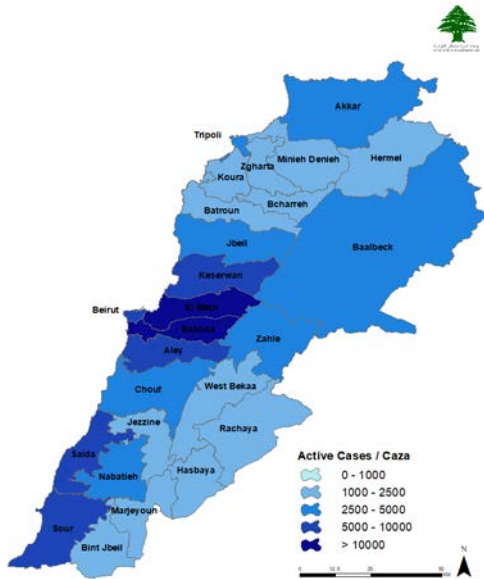 Akkar
Tripoli
Zgharta
Minieh Denieh
Hermel
Koura
Bcharreh
Batroun
Baalbeck
Jbeil
Keserwan
Beirut
El Metn
Baabda
Zahle
Aley
Chouf
West Bekaa
Jezzine
Rachaya
Saida
Nabatieh
Hasbaya
Marjeyoun
Sour
Bint Jbeil
Active Cases / Caza
0 - 1000
1000 - 2500
2500 - 5000
5000 - 10000
> 10000
N